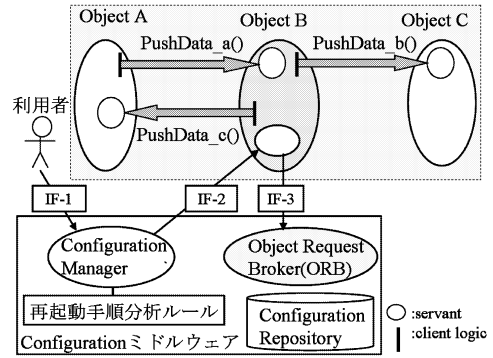 Object A
Object B
Object C
PushData_a()
PushData_b()
利用者
PushData_c()
IF-1
IF-2
IF-3
Configuration
Manager
Object Request
Broker(ORB)
再起動手順分析ルール
Configuration
Repository
Configurationミドルウェア
:servant
:client logic